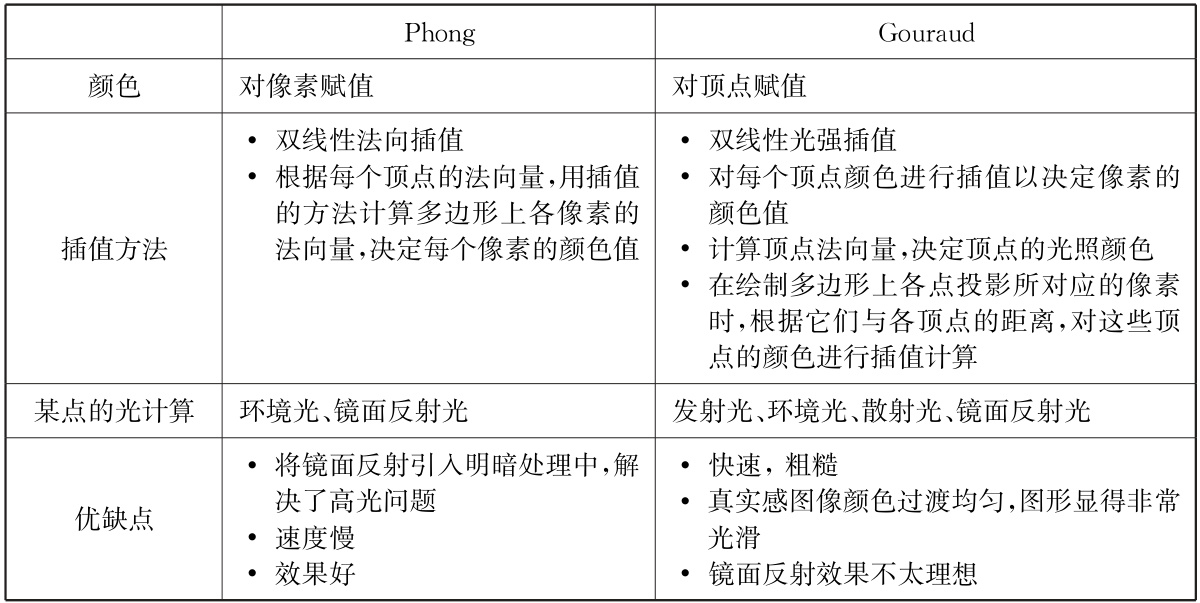 Phong Gouraud
颜色 对像素赋值 对顶点赋值
插值方法
• 双线性法向插值
• 根据每个顶点的法向量,用插值
的方法计算多边形上各像素的
法向量,决定每个像素的颜色值
• 双线性光强插值
• 对每个顶点颜色进行插值以决定像素的
颜色值
• 计算顶点法向量,决定顶点的光照颜色
• 在绘制多边形上各点投影所对应的像素
时,根据它们与各顶点的距离,对这些顶
点的颜色进行插值计算
某点的光计算 环境光、镜面反射光 发射光、环境光、散射光、镜面反射光
优缺点
• 将镜面反射引入明暗处理中,解
决了高光问题
• 速度慢
• 效果好
• 快速, 粗糙
• 真实感图像颜色过渡均匀,图形显得非常
光滑
• 镜面反射效果不太理想